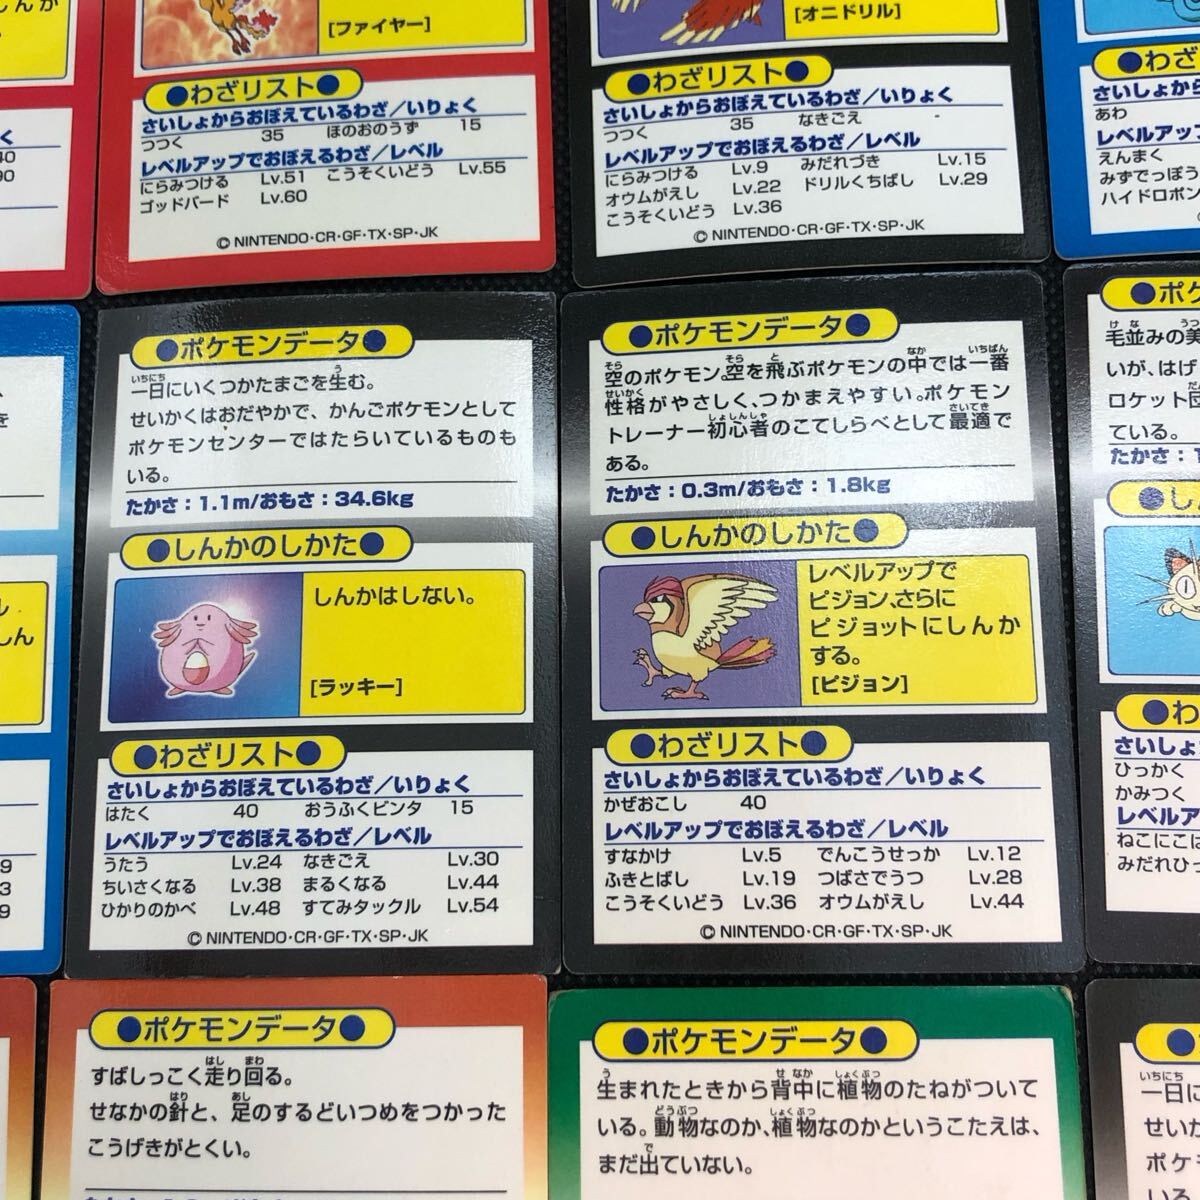 [ファイヤー]
●わざリスト●
さいしょからおぼえているわざ／いりょく
つつく 35 ほのおのうず 15
レベルアップでおぼえるわざ／レベル
にらみつける Lv.51 こうそくいどう Lv.55
ゴッドバード Lv.60
© NINTENDO・CR・GF・TX・SP・JK
[オニドリル]
●わざリスト●
さいしょからおぼえているわざ／いりょく
つつく 35 なきごえ -
レベルアップでおぼえるわざ／レベル
にらみつける Lv.9 みだれづき Lv.15
オウムがえし Lv.22 ドリルくちばし Lv.29
こうそくいどう Lv.36
© NINTENDO・CR・GF・TX・SP・JK
●わざ
さいしょから
あわ
レベルアップ
えんまく
みずでっぽう
ハイドロポン
●ポケモンデータ●
一日にいくつかたまごを生む。
せいかくはおだやかで、かんごポケモンとして
ポケモンセンターではたらいているものも
いる。
たかさ：1.1m/おもさ：34.6kg
●しんかのしかた●
しんかはしない。
[ラッキー]
●わざリスト●
さいしょからおぼえているわざ／いりょく
はたく 40 おうふくビンタ 15
レベルアップでおぼえるわざ／レベル
うたう Lv.24 なきごえ Lv.30
ちいさくなる Lv.38 まるくなる Lv.44
ひかりのかべ Lv.48 すてみタックル Lv.54
© NINTENDO・CR・GF・TX・SP・JK
●ポケモンデータ●
空のポケモン。空を飛ぶポケモンの中では一番
性格がやさしく、つかまえやすい。ポケモン
トレーナー初心者のこてしらべとして最適で
ある。
たかさ：0.3m/おもさ：1.8kg
●しんかのしかた●
レベルアップで
ピジョン、さらに
ピジョットにしんか
する。
[ピジョン]
●わざリスト●
さいしょからおぼえているわざ／いりょく
かぜおこし 40
レベルアップでおぼえるわざ／レベル
すなかけ Lv.5 でんこうせっか Lv.12
ふきとばし Lv.19 つばさでうつ Lv.28
こうそくいどう Lv.36 オウムがえし Lv.44
© NINTENDO・CR・GF・TX・SP・JK
●ポケ
毛並みの美
いが、はげ
ロケット団
ている。
たかさ：
●し
●わ
さいしょ
ひっかく
かみつく
レベルア
ねこにこば
みだれひっ
●ポケモンデータ●
すばしっこく走り回る。
せなかの針と、足のするどいつめをつかった
こうげきがとくい。
●ポケモンデータ●
生まれたときから背中に植物のたねがついて
いる。動物なのか、植物なのかというこたえは、
まだ出ていない。
一日に
せいか
ポケモ
いる